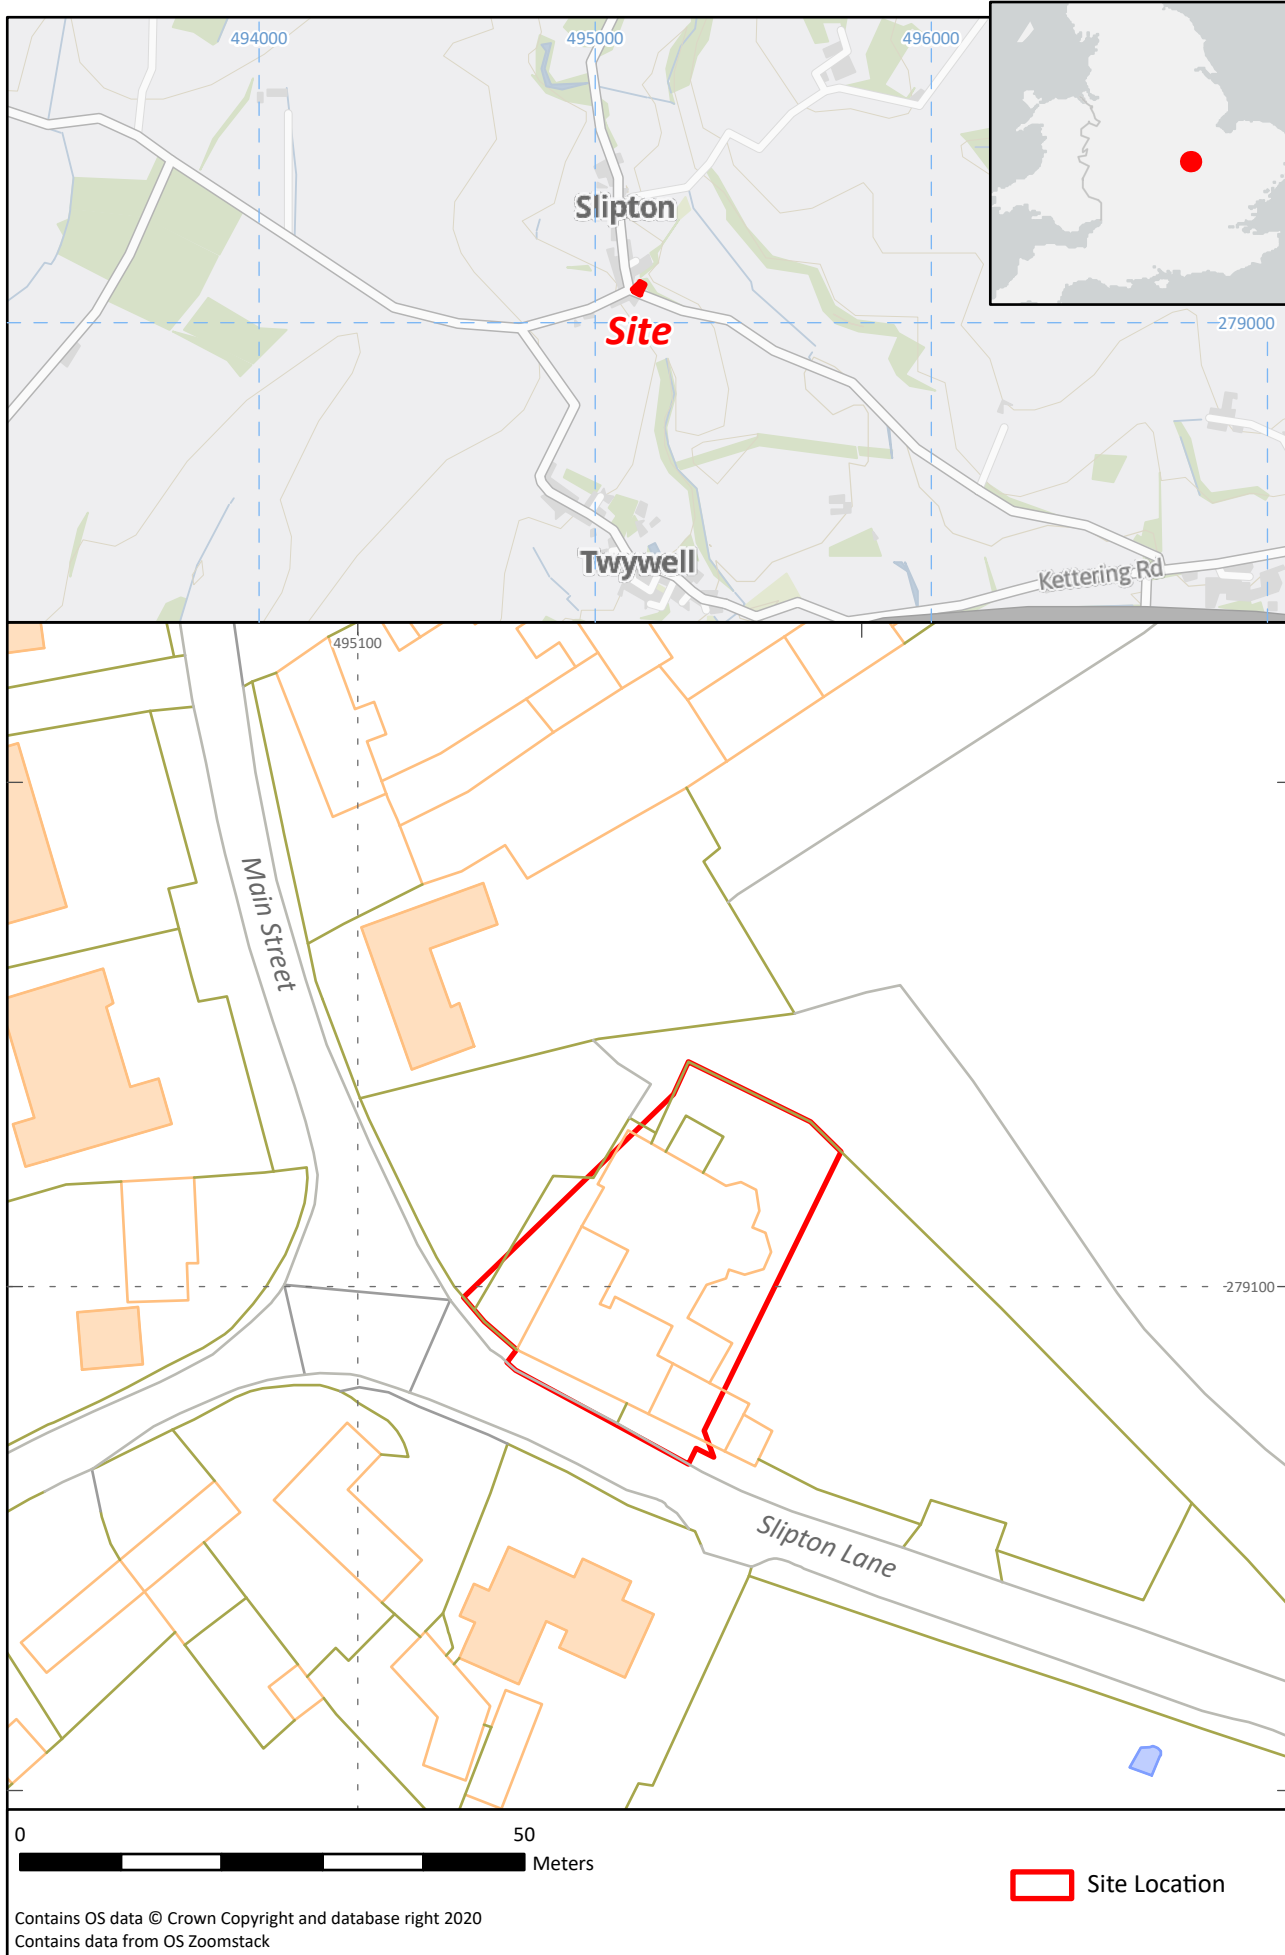 494000
495000
496000
Slipton
279000
Site
Twywell
Kettering Rd
495100
Main Street
279100
Slipton Lane
0
50
Meters
Site Location
Contains OS data © Crown Copyright and database right 2020
Contains data from OS Zoomstack